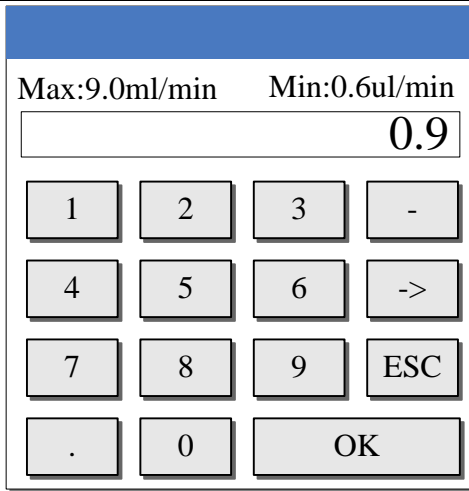 Max:9.0ml/min Min:0.6ul/min
0.9
1 2 3 -
4 5 6 ->
7 8 9 ESC
. 0 OK